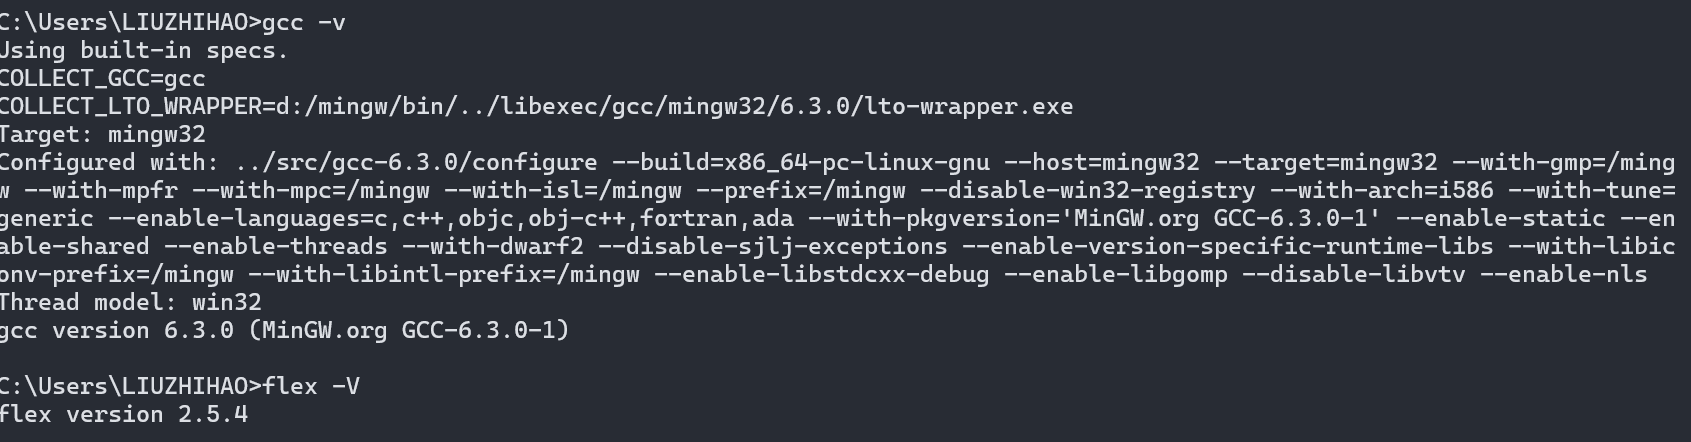 C:\Users\LIUZHIHAO>gcc -v
Using built-in specs.
COLLECT_GCC=gcc
COLLECT_LTO_WRAPPER=d:/mingw/bin/../libexec/gcc/mingw32/6.3.0/lto-wrapper.exe
Target: mingw32
Configured with: ../src/gcc-6.3.0/configure --build=x86_64-pc-linux-gnu --host=mingw32 --target=mingw32 --with-gmp=/ming
w --with-mpfr --with-mpc=/mingw --with-isl=/mingw --prefix=/mingw --disable-win32-registry --with-arch=i586 --with-tune=
generic --enable-languages=c,c++,objc,obj-c++,fortran,ada --with-pkgversion='MinGW.org GCC-6.3.0-1' --enable-static --en
able-shared --enable-threads --with-dwarf2 --disable-sjlj-exceptions --enable-version-specific-runtime-libs --with-libic
onv-prefix=/mingw --with-libintl-prefix=/mingw --enable-libstdcxx-debug --enable-libgomp --disable-libvtv --enable-nls
Thread model: win32
gcc version 6.3.0 (MinGW.org GCC-6.3.0-1)
C:\Users\LIUZHIHAO>flex -V
flex version 2.5.4